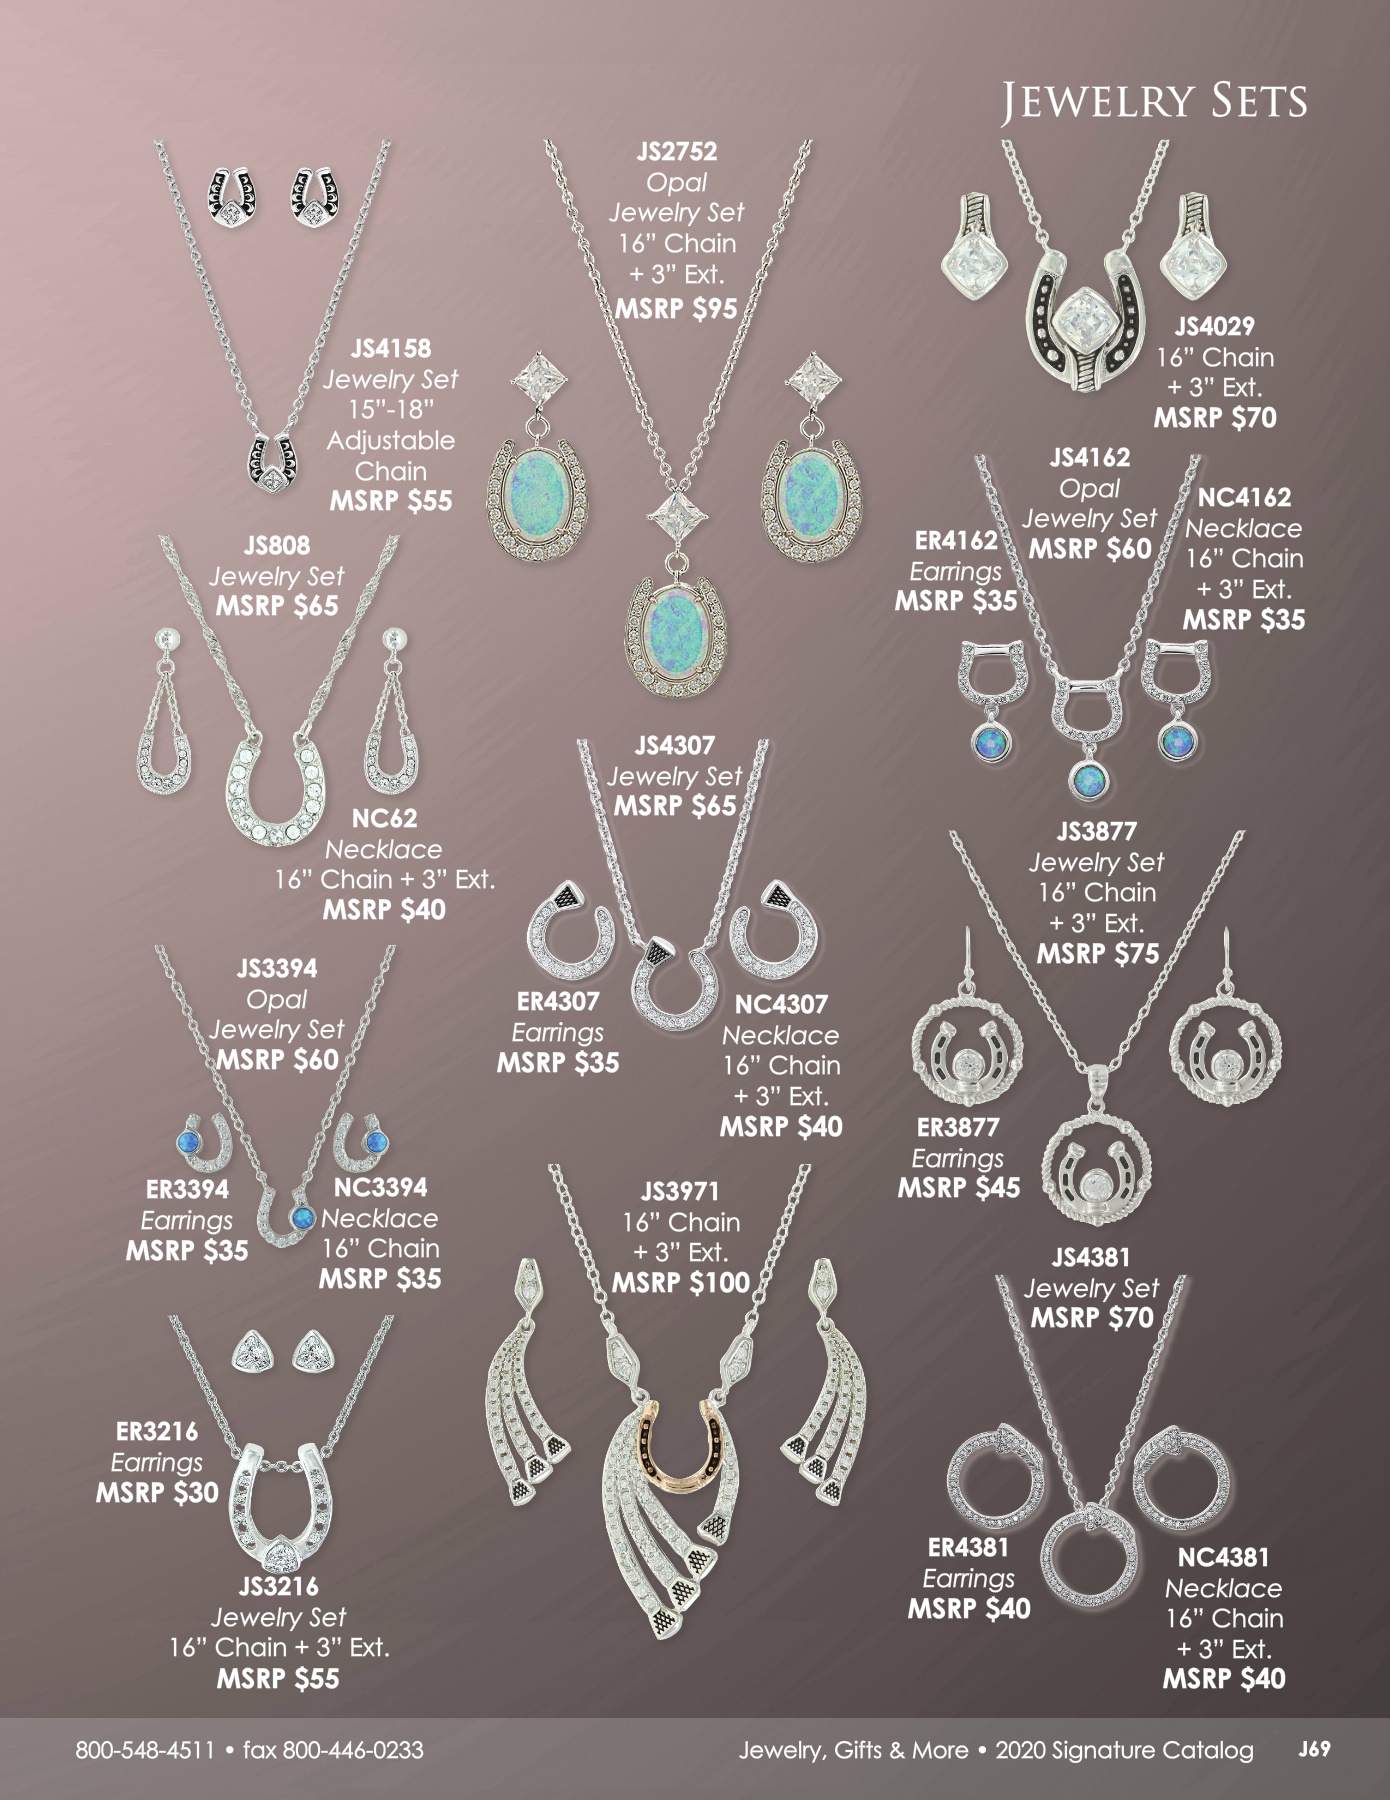 Jewelry Sets
JS4158
Jewelry Set
15”-18”
Adjustable
Chain
MSRP $55
JS2752
Opal
Jewelry Set
16” Chain
+ 3” Ext.
MSRP $95
JS4029
16” Chain
+ 3” Ext.
MSRP $70
JS808
Jewelry Set
MSRP $65
NC62
Necklace
16” Chain + 3” Ext.
MSRP $40
JS4162
Opal
Jewelry Set
MSRP $60
ER4162
Earrings
MSRP $35
NC4162
Necklace
16” Chain
+ 3” Ext.
MSRP $35
JS4307
Jewelry Set
MSRP $65
ER4307
Earrings
MSRP $35
NC4307
Necklace
16” Chain
+ 3” Ext.
MSRP $40
JS3877
Jewelry Set
16” Chain
+ 3” Ext.
MSRP $75
ER3877
Earrings
MSRP $45
JS3394
Opal
Jewelry Set
MSRP $60
ER3394
Earrings
MSRP $35
NC3394
Necklace
16” Chain
MSRP $35
JS3971
16” Chain
+ 3” Ext.
MSRP $100
JS4381
Jewelry Set
MSRP $70
ER4381
Earrings
MSRP $40
NC4381
Necklace
16” Chain
+ 3” Ext.
MSRP $40
ER3216
Earrings
MSRP $30
JS3216
Jewelry Set
16” Chain + 3” Ext.
MSRP $55
800-548-4511 • fax 800-446-0233
Jewelry, Gifts & More • 2020 Signature Catalog J69